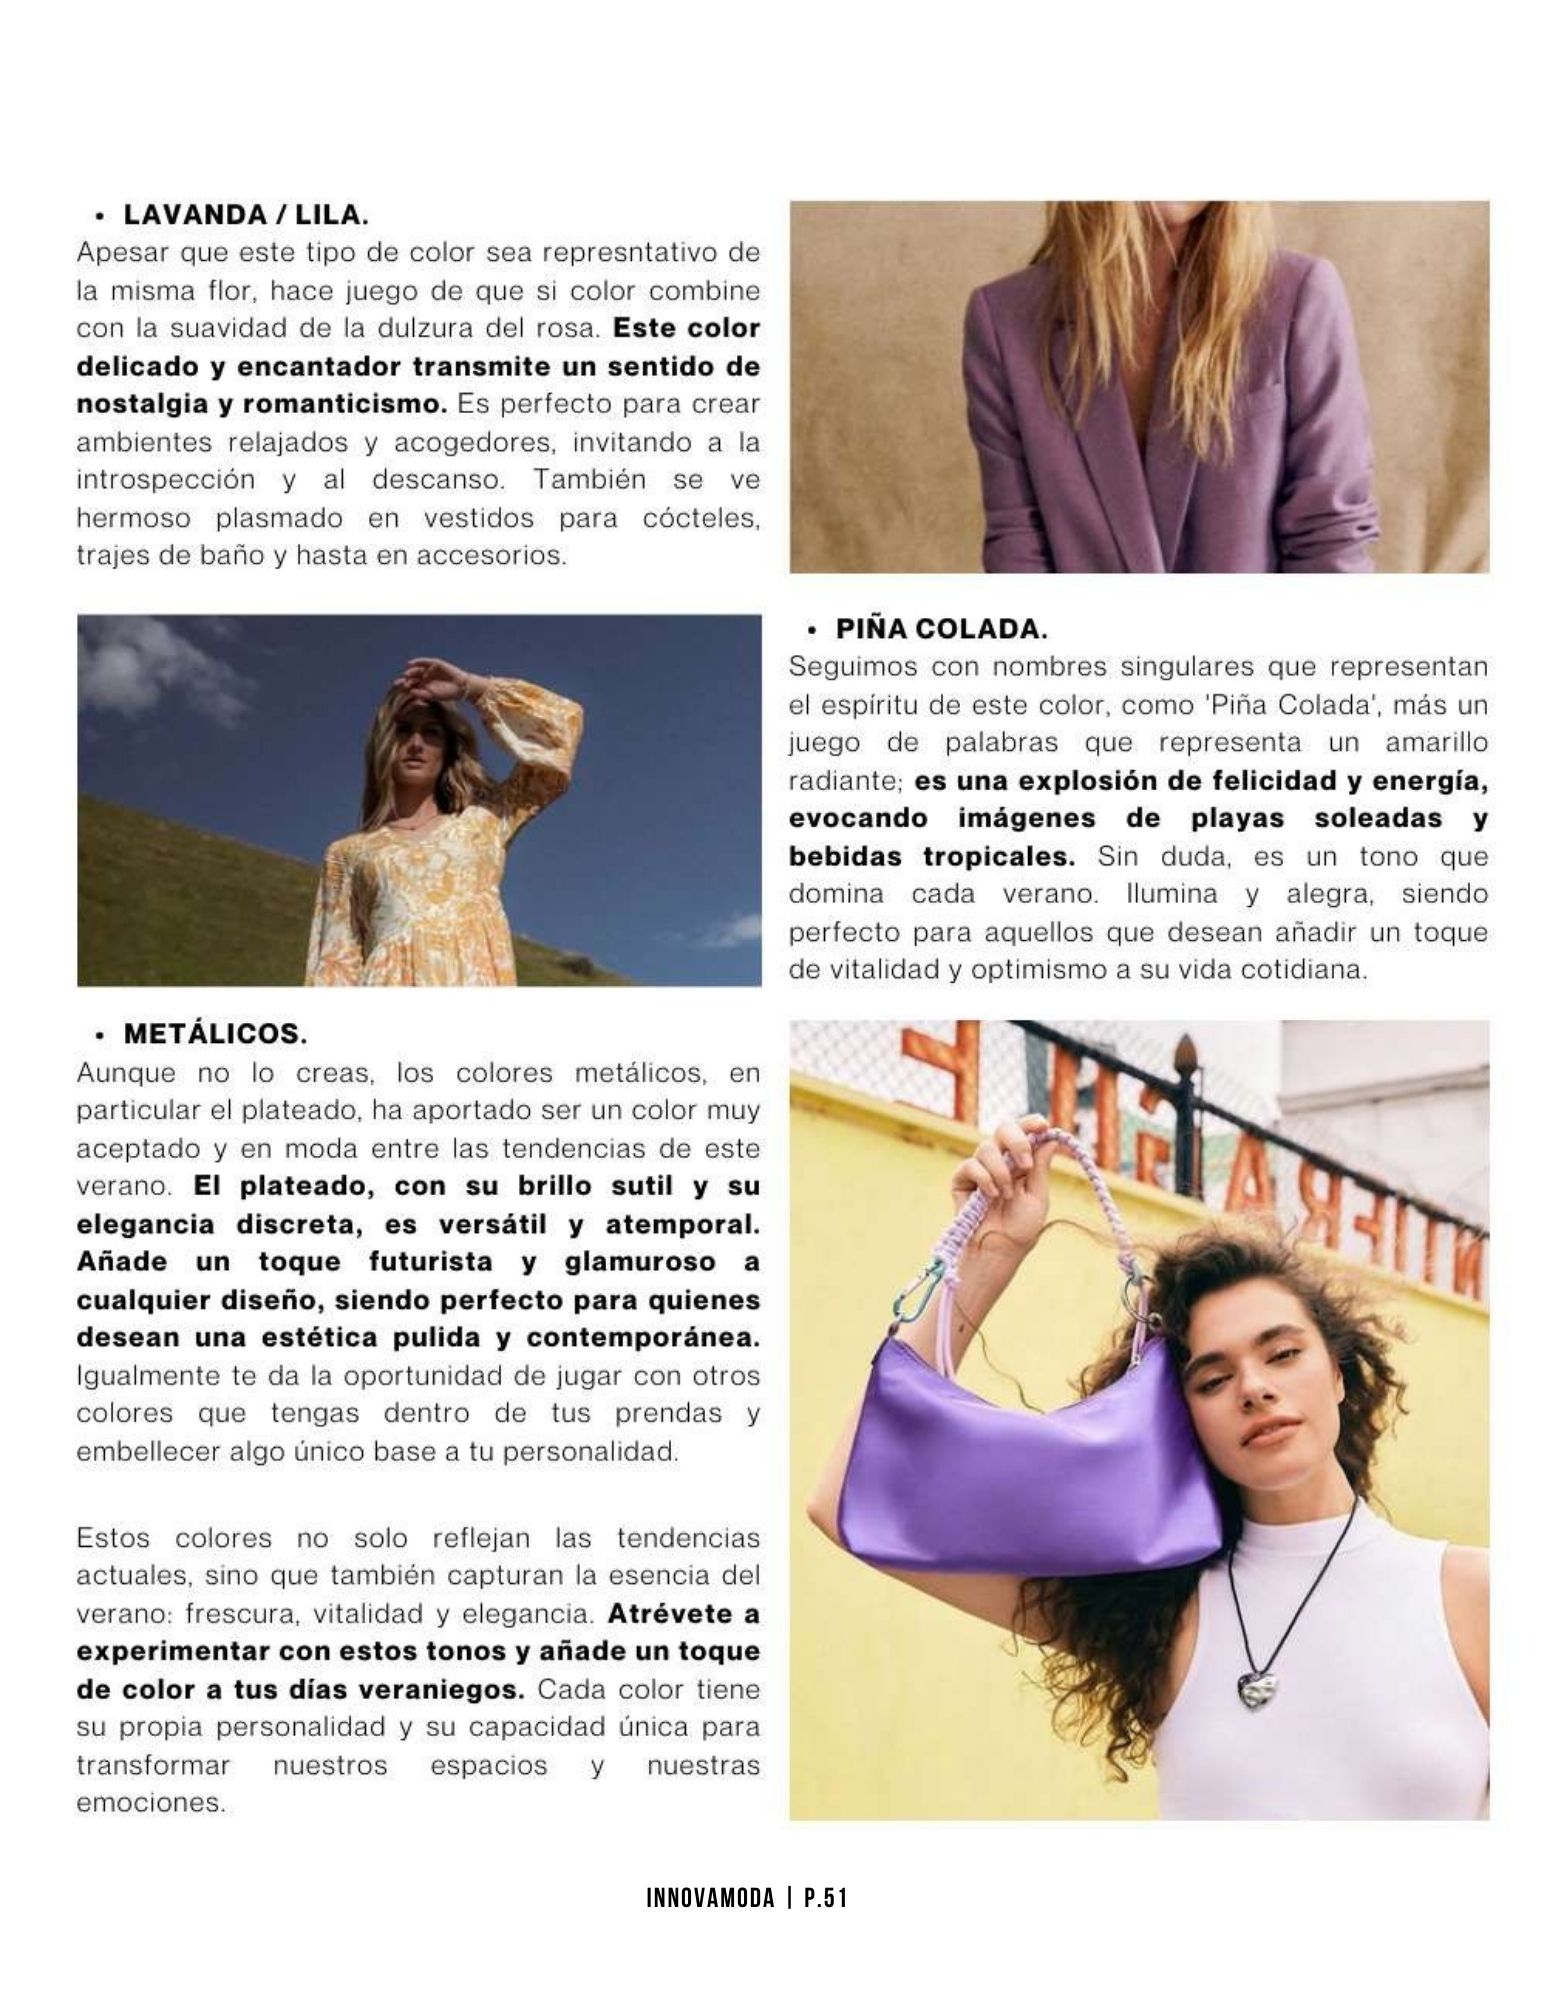 • LAVANDA / LILA.
Apesar que este tipo de color sea represntativo de
la misma flor, hace juego de que si color combine
con la suavidad de la dulzura del rosa. Este color
delicado y encantador transmite un sentido de
nostalgia y romanticismo. Es perfecto para crear
ambientes relajados y acogedores, invitando a la
introspección y al descanso. También se ve
hermoso plasmado en vestidos para cócteles,
trajes de baño y hasta en accesorios.
• PIÑA COLADA.
Seguimos con nombres singulares que representan
el espíritu de este color, como 'Piña Colada', más un
juego de palabras que representa un amarillo
radiante; es una explosión de felicidad y energía,
evocando imágenes de playas soleadas y
bebidas tropicales. Sin duda, es un tono que
domina cada verano. Ilumina y alegra, siendo
perfecto para aquellos que desean añadir un toque
de vitalidad y optimismo a su vida cotidiana.
• METÁLICOS.
Aunque no lo creas, los colores metálicos, en
particular el plateado, ha aportado ser un color muy
aceptado y en moda entre las tendencias de este
verano. El plateado, con su brillo sutil y su
elegancia discreta, es versátil y atemporal.
Añade un toque futurista y glamuroso a
cualquier diseño, siendo perfecto para quienes
desean una estética pulida y contemporánea.
Igualmente te da la oportunidad de jugar con otros
colores que tengas dentro de tus prendas y
embellecer algo único base a tu personalidad.
Estos colores no solo reflejan las tendencias
actuales, sino que también capturan la esencia del
verano: frescura, vitalidad y elegancia. Atrévete a
experimentar con estos tonos y añade un toque
de color a tus días veraniegos. Cada color tiene
su propia personalidad y su capacidad única para
transformar nuestros espacios y nuestras
emociones.
INNOVAMODA | P.51